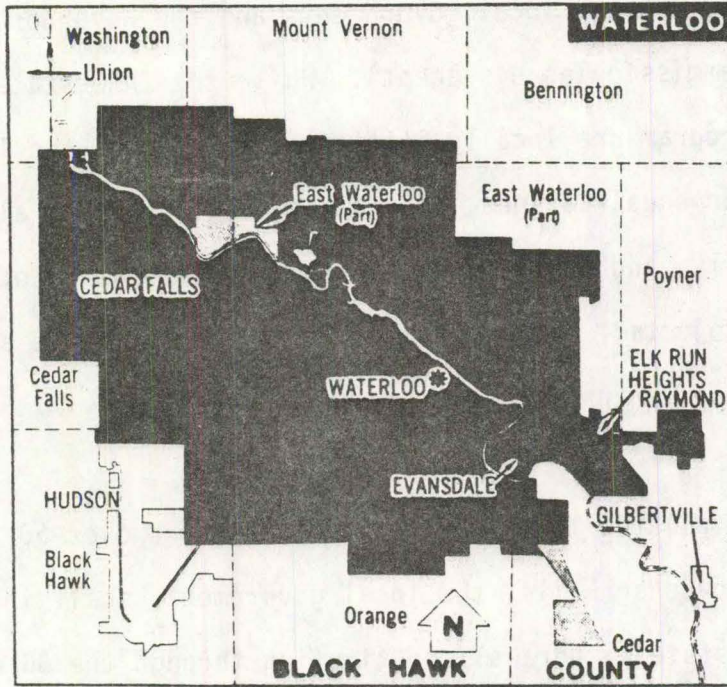 WATERLOO
Washington
Mount Vernon
Union
Bennington
East Waterloo
(Part)
East Waterloo
(Part)
CEDAR FALLS
Poyner
Cedar
Falls
WATERLOO
ELK RUN
HEIGHTS
RAYMOND
EVANSDALE
HUDSON
GILBERTVILLE
Black
Hawk
Orange
N
Cedar
BLACK HAWK COUNTY